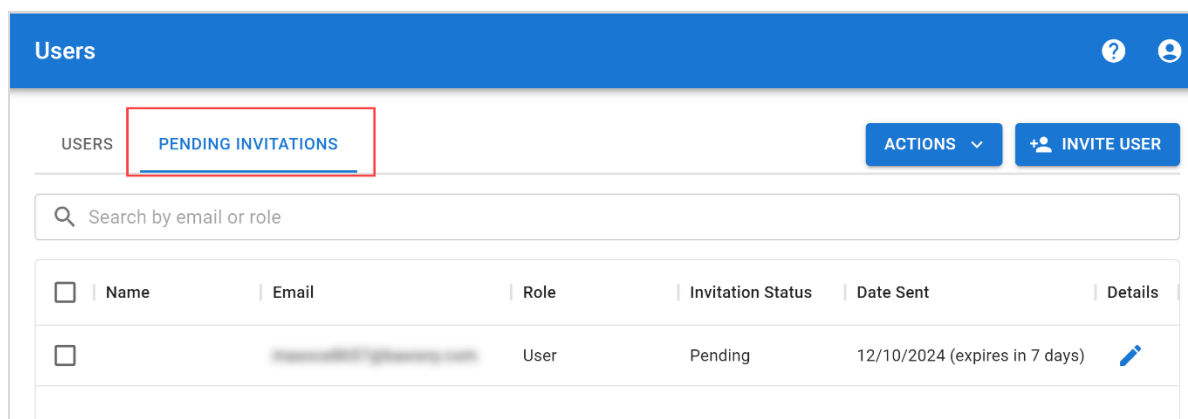 Users
USERS PENDING INVITATIONS ACTIONS INVITE USER
Search by email or role
Name Email Role Invitation Status Date Sent Details
User Pending 12/10/2024 (expires in 7 days)